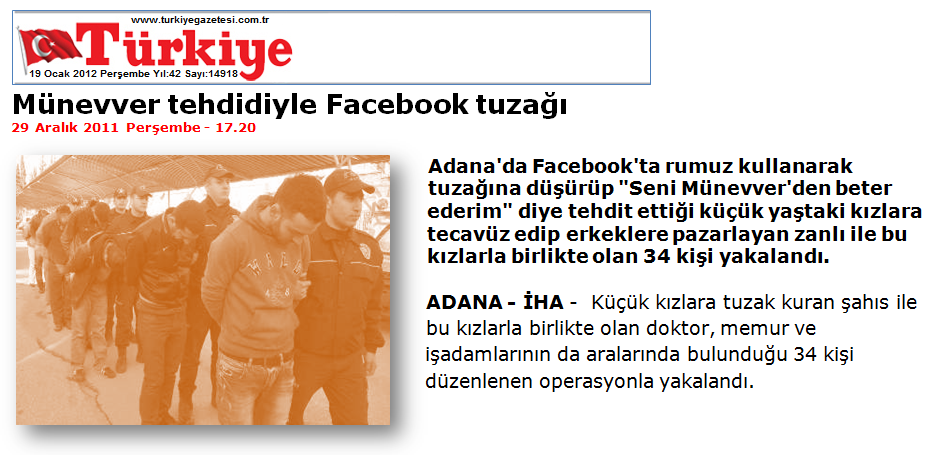 www.turkiyegazetesi.com.tr
Türkiye
19 Ocak 2012 Perşembe Yıl:42 Sayı:14918
Münevver tehdidiyle Facebook tuzağı
29 Aralık 2011 Perşembe - 17.20
Adana'da Facebook'ta rumuz kullanarak
tuzağına düşürüp "Seni Münevver'den beter
ederim" diye tehdit ettiği küçük yaştaki kızlara
tecavüz edip erkeklere pazarlayan zanlı ile bu
kızlarla birlikte olan 34 kişi yakalandı.
ADANA - İHA - Küçük kızlara tuzak kuran şahıs ile
bu kızlarla birlikte olan doktor, memur ve
işadamlarının da aralarında bulunduğu 34 kişi
düzenlenen operasyonla yakalandı.